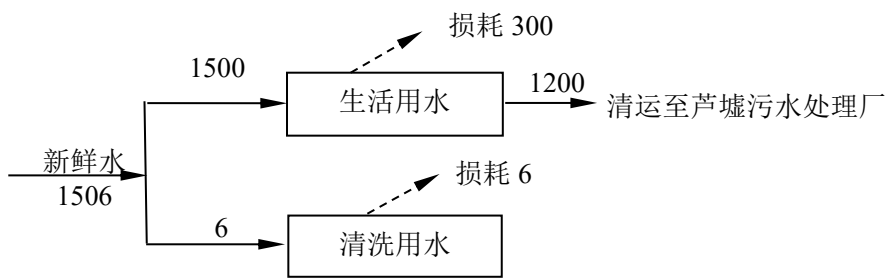 损耗 300
1500
生活用水
1200
清运至芦墟污水处理厂
新鲜水
1506
损耗 6
6
清洗用水